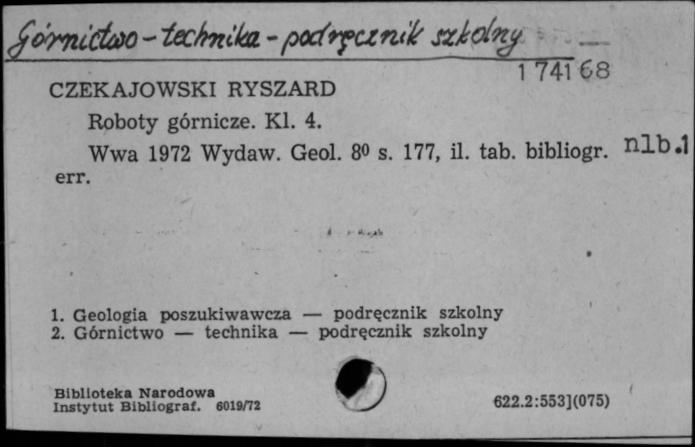 Górnictwo - technika - podręcznik szkolny
1 741 68
CZEKAJOWSKI RYSZARD
Roboty górnicze. Kl. 4.
Wwa 1972 Wydaw. Geol. 8⁰ s. 177, il. tab. bibliogr. nlb.1
err.
1. Geologia poszukiwawcza — podręcznik szkolny
2. Górnictwo — technika — podręcznik szkolny
Biblioteka Narodowa
Instytut Bibliograf. 6019/72
622.2:553](075)